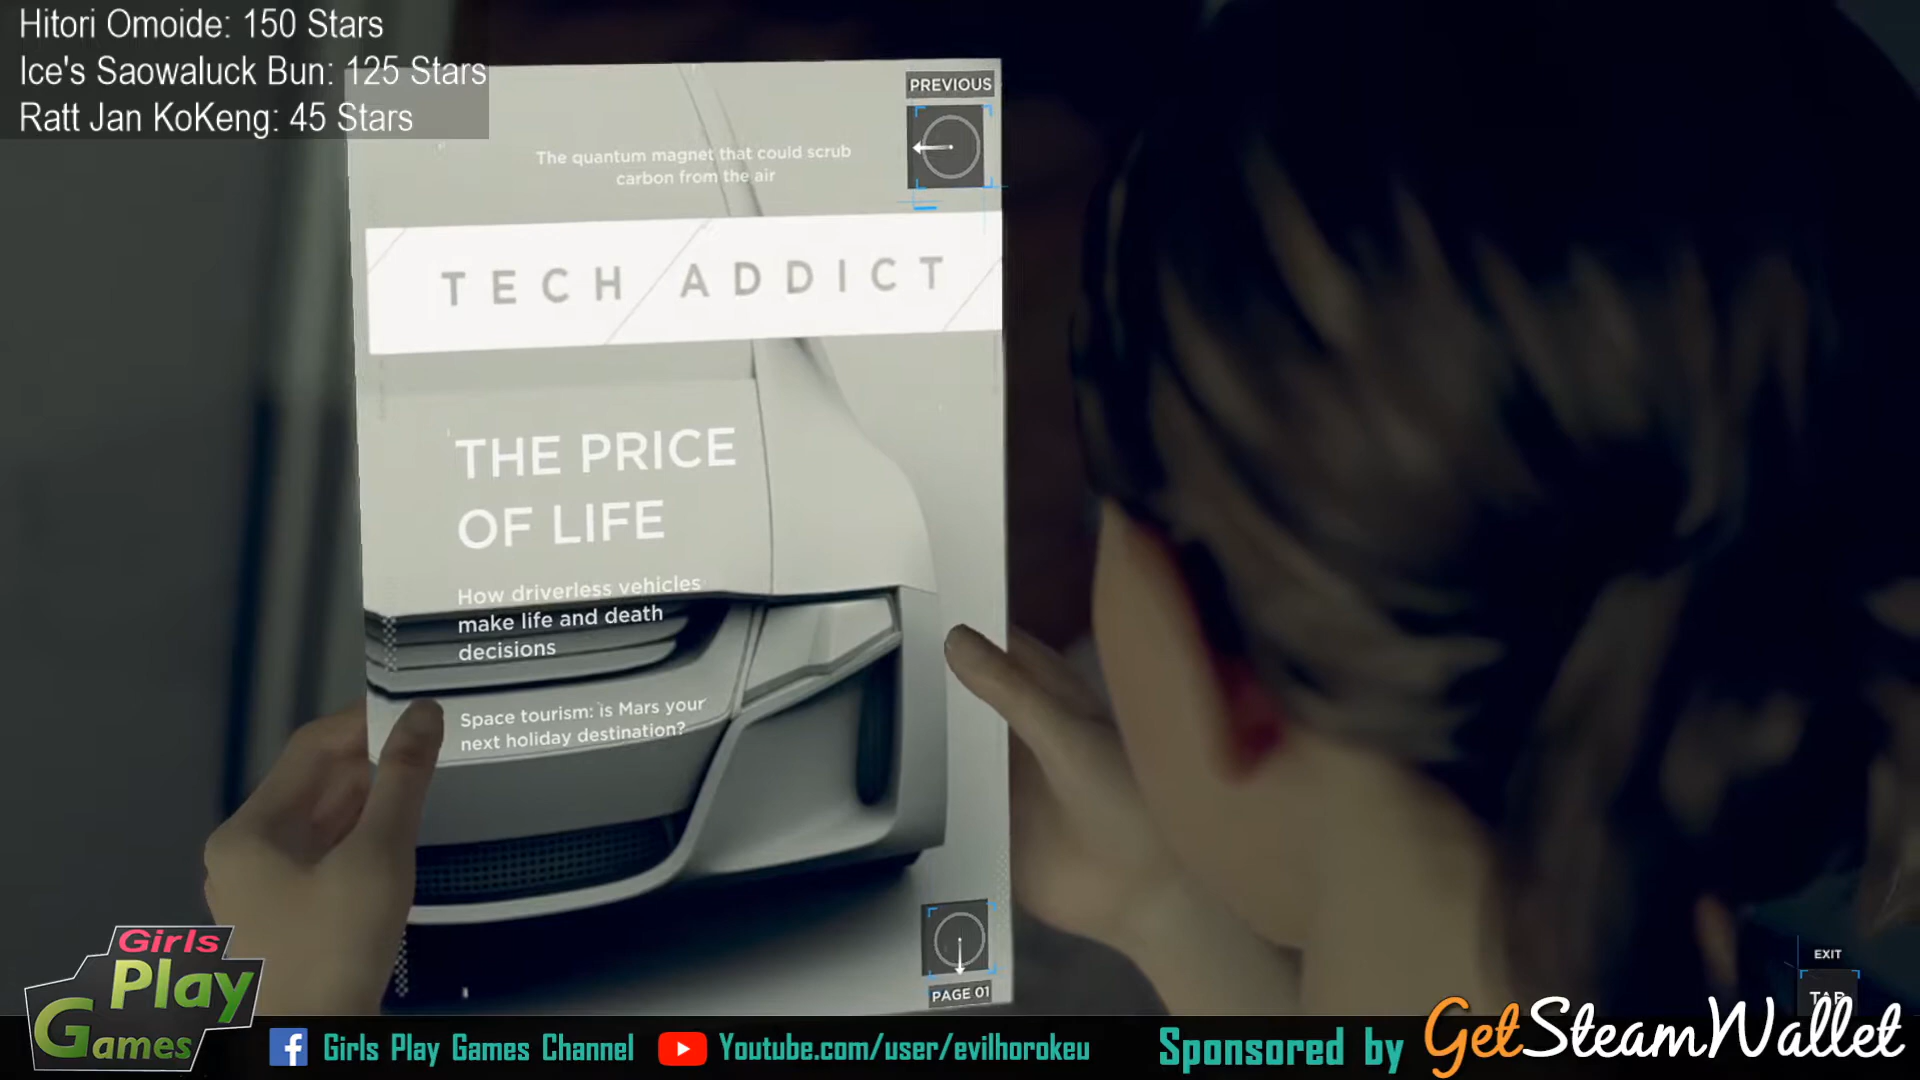 Hitori Omoide: 150 Stars
Ice's Saowaluck Bun: 125 Stars
Ratt Jan KoKeng: 45 Stars
PREVIOUS
The quantum magnet that could scrub
carbon from the air
TECH ADDICT
THE PRICE
OF LIFE
How driverless vehicles
make life and death
decisions
Space tourism: is Mars your
next holiday destination?
PAGE 01
EXIT
TAB
Girls
Play
Games
Girls Play Games Channel
Youtube.com/user/evilhorokeu
Sponsored by
GetSteamWallet